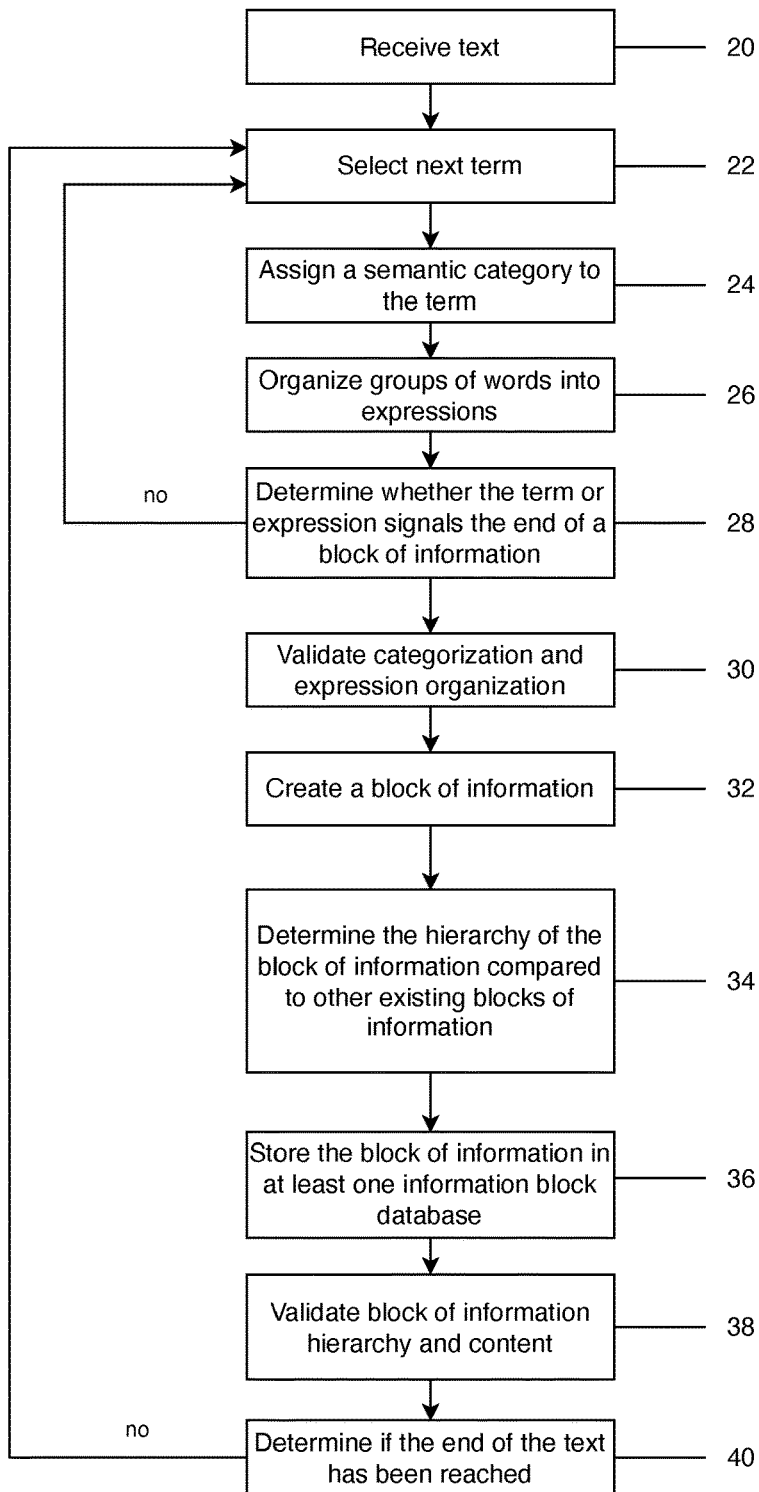 Receive text
20
Select next term
22
Assign a semantic category to
the term
24
Organize groups of words into
expressions
26
no
Determine whether the term or
expression signals the end of a
block of information
28
Validate categorization and
expression organization
30
Create a block of information
32
Determine the hierarchy of the
block of information compared
to other existing blocks of
information
34
Store the block of information in
at least one information block
database
36
Validate block of information
hierarchy and content
38
no
Determine if the end of the text
has been reached
40